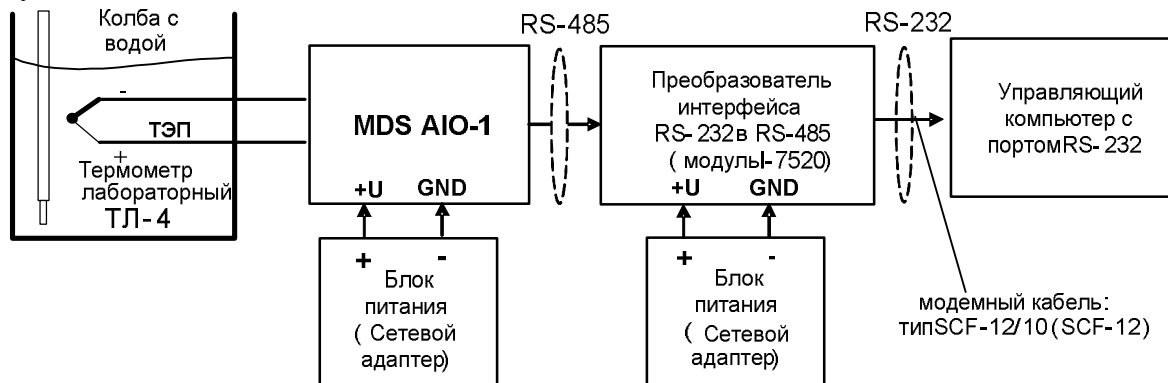 Колба с
водой
-
ТЭП
+
Термометр
лабораторный
ТЛ-4
MDS AIO-1
+U GND
+ -
Блок
питания
( Сетевой
адаптер)
RS-485
Преобразователь
интерфейса
RS-232 в RS-485
( модульI-7520)
+U GND
+ -
Блок
питания
( Сетевой
адаптер)
RS-232
Управляющий
компьютер с
портомRS-232
модемный кабель:
типSCF-12/10 (SCF-12)